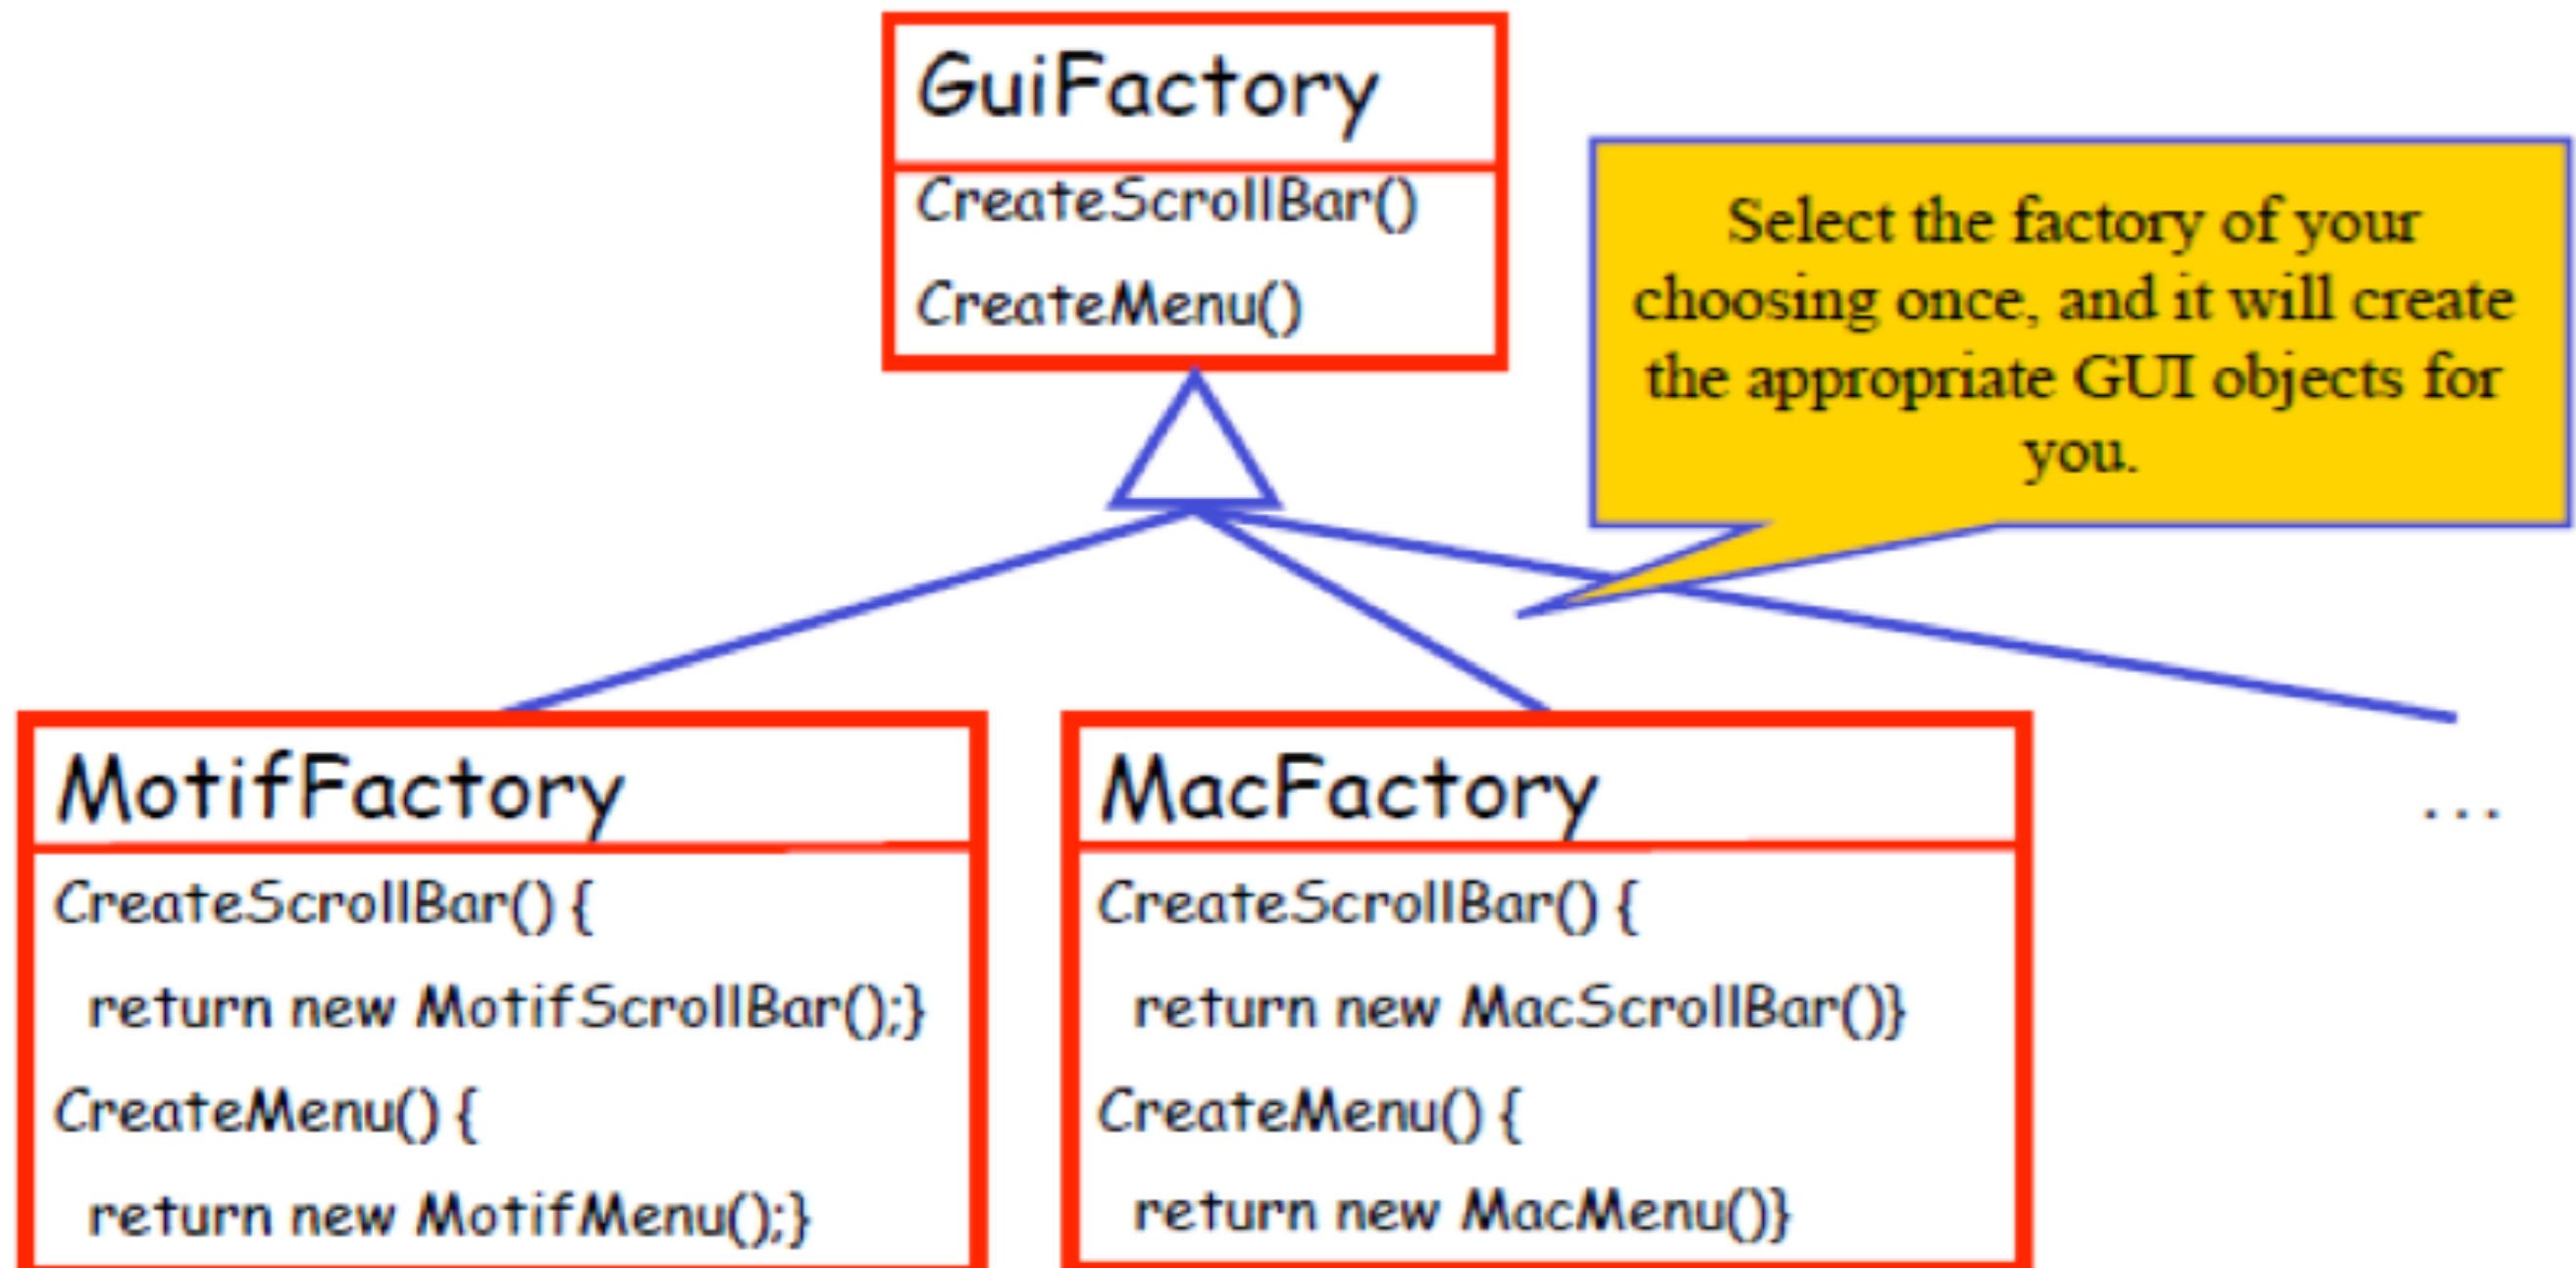 GuiFactory
CreateScrollBar()
CreateMenu()
Select the factory of your
choosing once, and it will create
the appropriate GUI objects for
you.
MotifFactory
CreateScrollBar() {
return new MotifScrollBar();}
CreateMenu() {
return new MotifMenu();}
MacFactory
CreateScrollBar() {
return new MacScrollBar()}
CreateMenu() {
return new MacMenu()}
...